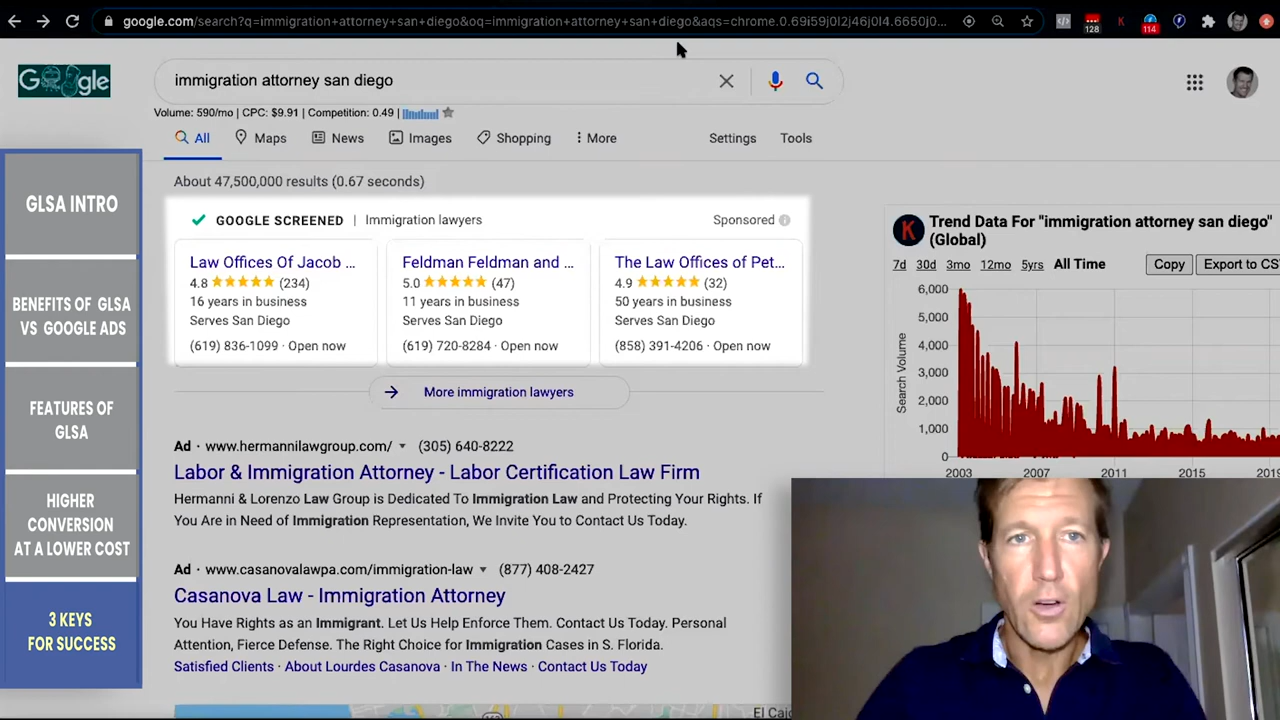 google.com/search?q=immigration+attorney+san+diego&oq=immigration+attorney+san+diego&aqs=chrome.0.69i59j0l2j46j0l4.6650j0...
128
K
114
Google
immigration attorney san diego
Volume: 590/mo | CPC: $9.91 | Competition: 0.49 |
All
Maps
News
Images
Shopping
More
Settings
Tools
About 47,500,000 results (0.67 seconds)
GLSA INTRO
BENEFITS OF GLSA
VS GOOGLE ADS
FEATURES OF
GLSA
HIGHER
CONVERSION
AT A LOWER COST
3 KEYS
FOR SUCCESS
GOOGLE SCREENED | Immigration lawyers
Sponsored
Law Offices Of Jacob ...
4.8 (234)
16 years in business
Serves San Diego
(619) 836-1099 · Open now
Feldman Feldman and ...
5.0 (47)
11 years in business
Serves San Diego
(619) 720-8284 · Open now
The Law Offices of Pet...
4.9 (32)
50 years in business
Serves San Diego
(858) 391-4206 · Open now
More immigration lawyers
Ad · www.hermannilawgroup.com/ (305) 640-8222
Labor & Immigration Attorney - Labor Certification Law Firm
Hermanni & Lorenzo Law Group is Dedicated To Immigration Law and Protecting Your Rights. If
You Are in Need of Immigration Representation, We Invite You to Contact Us Today.
Ad · www.casanovalawpa.com/immigration-law (877) 408-2427
Casanova Law - Immigration Attorney
You Have Rights as an Immigrant. Let Us Help Enforce Them. Contact Us Today. Personal
Attention, Fierce Defense. The Right Choice for Immigration Cases in S. Florida.
Satisfied Clients · About Lourdes Casanova · In The News · Contact Us Today
El Cajo
K
Trend Data For "immigration attorney san diego"
(Global)
7d 30d 3mo 12mo 5yrs All Time
Copy
Export to CS
Search Volume
6,000
5,000
4,000
3,000
2,000
1,000
0
2003 2007 2011 2015 2019